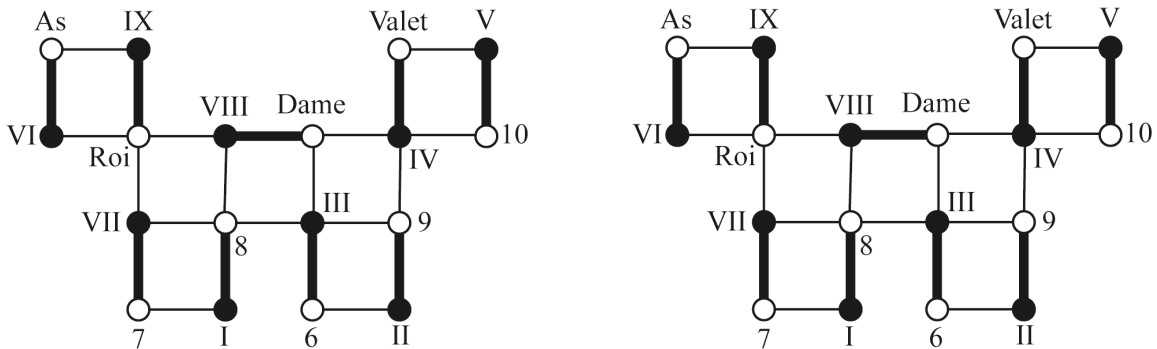 As IX Valet V As IX Valet V
VIII Dame VIII Dame
VI Roi IV 10 VI Roi IV 10
VII 8 III 9 VII 8 III 9
7 I 6 II 7 I 6 II